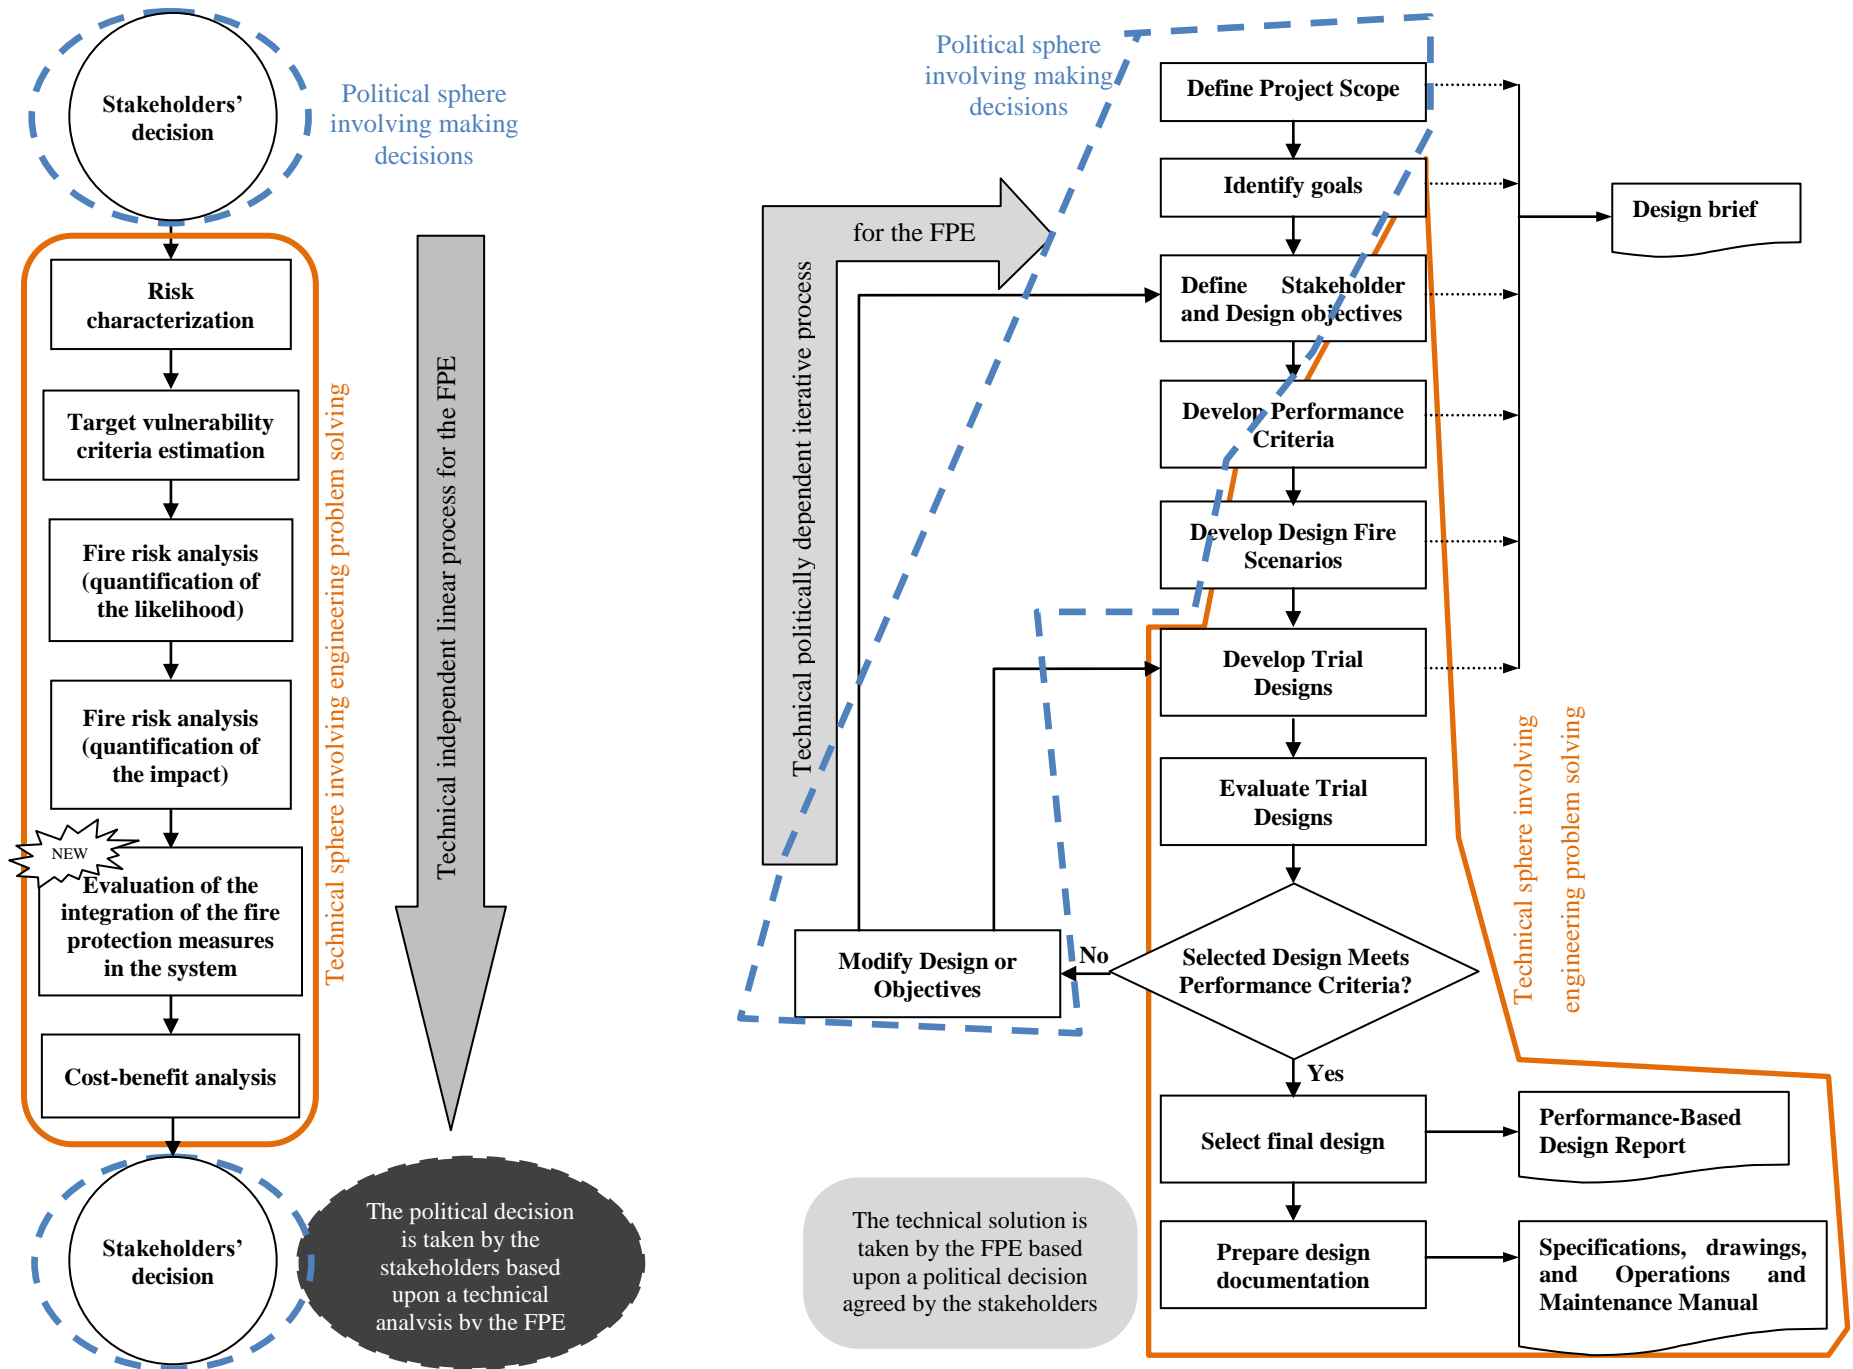 Stakeholders'
decision
Political sphere
involving making
decisions
Risk
characterization
Target vulnerability
criteria estimation
Fire risk analysis
(quantification of
the likelihood)
Fire risk analysis
(quantification of
the impact)
NEW
Evaluation of the
integration of the fire
protection measures
in the system
Cost-benefit analysis
Stakeholders'
decision
Technical sphere involving engineering problem solving
Technical independent linear process for the FPE
The political decision
is taken by the
stakeholders based
upon a technical
analysis by the FPE
Political sphere
involving making
decisions
for the FPE
Technical politically dependent iterative process
Define Project Scope
Identify goals
Define Stakeholder
and Design objectives
Develop Performance
Criteria
Develop Design Fire
Scenarios
Develop Trial
Designs
Evaluate Trial
Designs
Selected Design Meets
Performance Criteria?
No
Modify Design or
Objectives
Yes
Select final design
Prepare design
documentation
Design brief
Technical sphere involving
engineering problem solving
Performance-Based
Design Report
Specifications, drawings,
and Operations and
Maintenance Manual
The technical solution is
taken by the FPE based
upon a political decision
agreed by the stakeholders